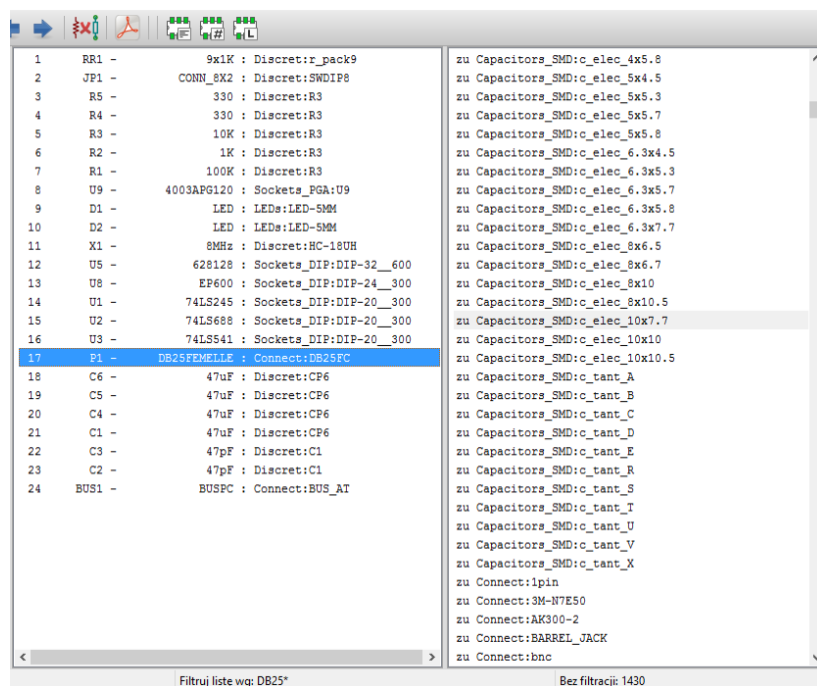 1 RR1 - 9x1K : Discret:r_pack9
2 JP1 - CONN_8X2 : Discret:SWDIP8
3 R5 - 330 : Discret:R3
4 R4 - 330 : Discret:R3
5 R3 - 10K : Discret:R3
6 R2 - 1K : Discret:R3
7 R1 - 100K : Discret:R3
8 U9 - 4003APG120 : Sockets_PGA:U9
9 D1 - LED : LEDs:LED-5MM
10 D2 - LED : LEDs:LED-5MM
11 X1 - 8MHz : Discret:HC-18UH
12 U5 - 628128 : Sockets_DIP:DIP-32__600
13 U8 - EP600 : Sockets_DIP:DIP-24__300
14 U1 - 74LS245 : Sockets_DIP:DIP-20__300
15 U2 - 74LS688 : Sockets_DIP:DIP-20__300
16 U3 - 74LS541 : Sockets_DIP:DIP-20__300
17 P1 - DB25FEMELLE : Connect:DB25FC
18 C6 - 47uF : Discret:CP6
19 C5 - 47uF : Discret:CP6
20 C4 - 47uF : Discret:CP6
21 C1 - 47uF : Discret:CP6
22 C3 - 47pF : Discret:C1
23 C2 - 47pF : Discret:C1
24 BUS1 - BUSPC : Connect:BUS_AT
zu Capacitors_SMD:c_elec_4x5.8
zu Capacitors_SMD:c_elec_5x4.5
zu Capacitors_SMD:c_elec_5x5.3
zu Capacitors_SMD:c_elec_5x5.7
zu Capacitors_SMD:c_elec_5x5.8
zu Capacitors_SMD:c_elec_6.3x4.5
zu Capacitors_SMD:c_elec_6.3x5.3
zu Capacitors_SMD:c_elec_6.3x5.7
zu Capacitors_SMD:c_elec_6.3x5.8
zu Capacitors_SMD:c_elec_6.3x7.7
zu Capacitors_SMD:c_elec_8x6.5
zu Capacitors_SMD:c_elec_8x6.7
zu Capacitors_SMD:c_elec_8x10
zu Capacitors_SMD:c_elec_8x10.5
zu Capacitors_SMD:c_elec_10x7.7
zu Capacitors_SMD:c_elec_10x10
zu Capacitors_SMD:c_elec_10x10.5
zu Capacitors_SMD:c_tant_A
zu Capacitors_SMD:c_tant_B
zu Capacitors_SMD:c_tant_C
zu Capacitors_SMD:c_tant_D
zu Capacitors_SMD:c_tant_E
zu Capacitors_SMD:c_tant_R
zu Capacitors_SMD:c_tant_S
zu Capacitors_SMD:c_tant_T
zu Capacitors_SMD:c_tant_U
zu Capacitors_SMD:c_tant_V
zu Capacitors_SMD:c_tant_X
zu Connect:1pin
zu Connect:3M-N7E50
zu Connect:AK300-2
zu Connect:BARREL_JACK
zu Connect:bnc
Filtruj listę wg: DB25*
Bez filtracji: 1430